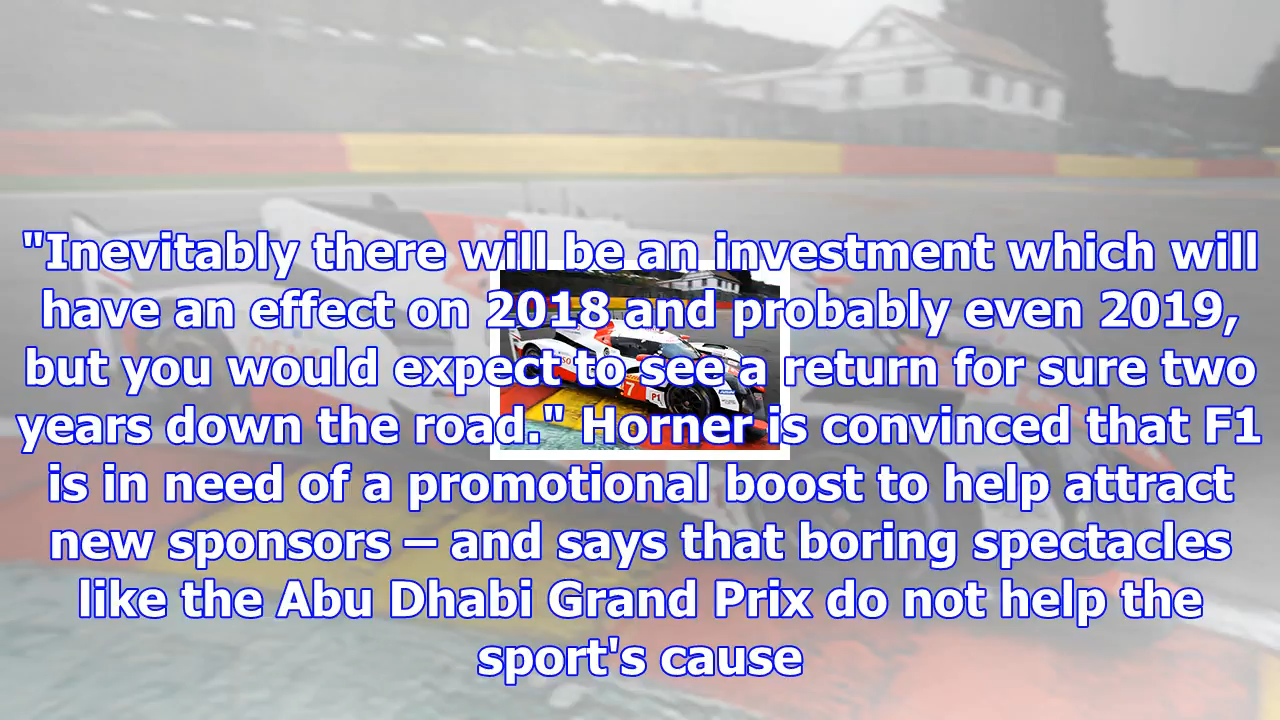 "Inevitably there will be an investment which will
have an effect on 2018 and probably even 2019,
but you would expect to see a return for sure two
years down the road." Horner is convinced that F1
is in need of a promotional boost to help attract
new sponsors – and says that boring spectacles
like the Abu Dhabi Grand Prix do not help the
sport's cause
7
P1